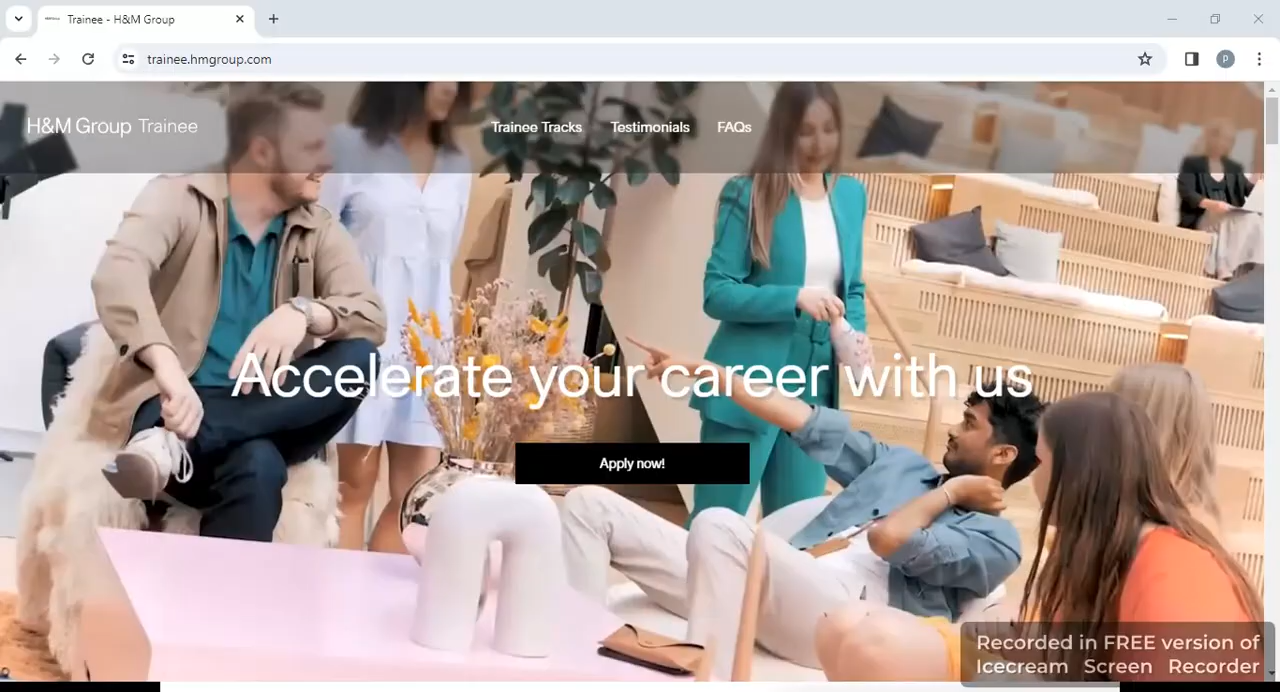 Trainee - H&M Group
trainee.hmgroup.com
P
H&M Group Trainee
Trainee Tracks
Testimonials
FAQs
Accelerate your career with us
Apply now!
Recorded in FREE version of
Icecream Screen Recorder